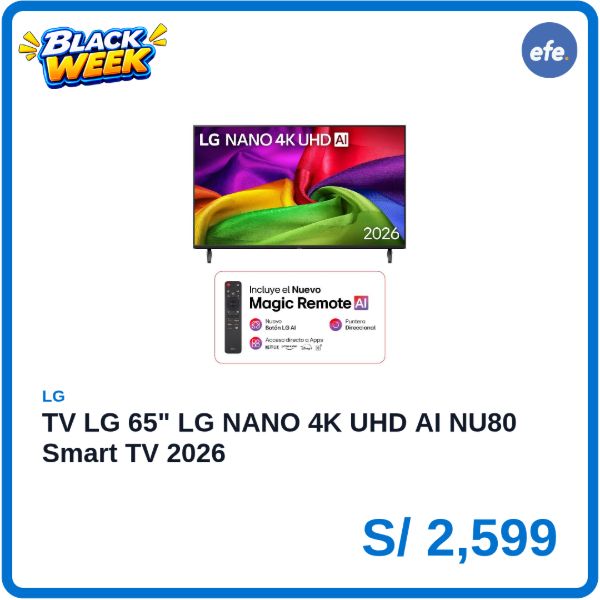 BLACK
WEEK
efe.
LG NANO 4K UHD AI
2026
Incluye el Nuevo
Magic Remote AI
Nuevo
Botón LG AI
Puntero
Direccional
Acceso directo a Apps
NETFLIX
LG
TV LG 65" LG NANO 4K UHD AI NU80
Smart TV 2026
S/ 2,599